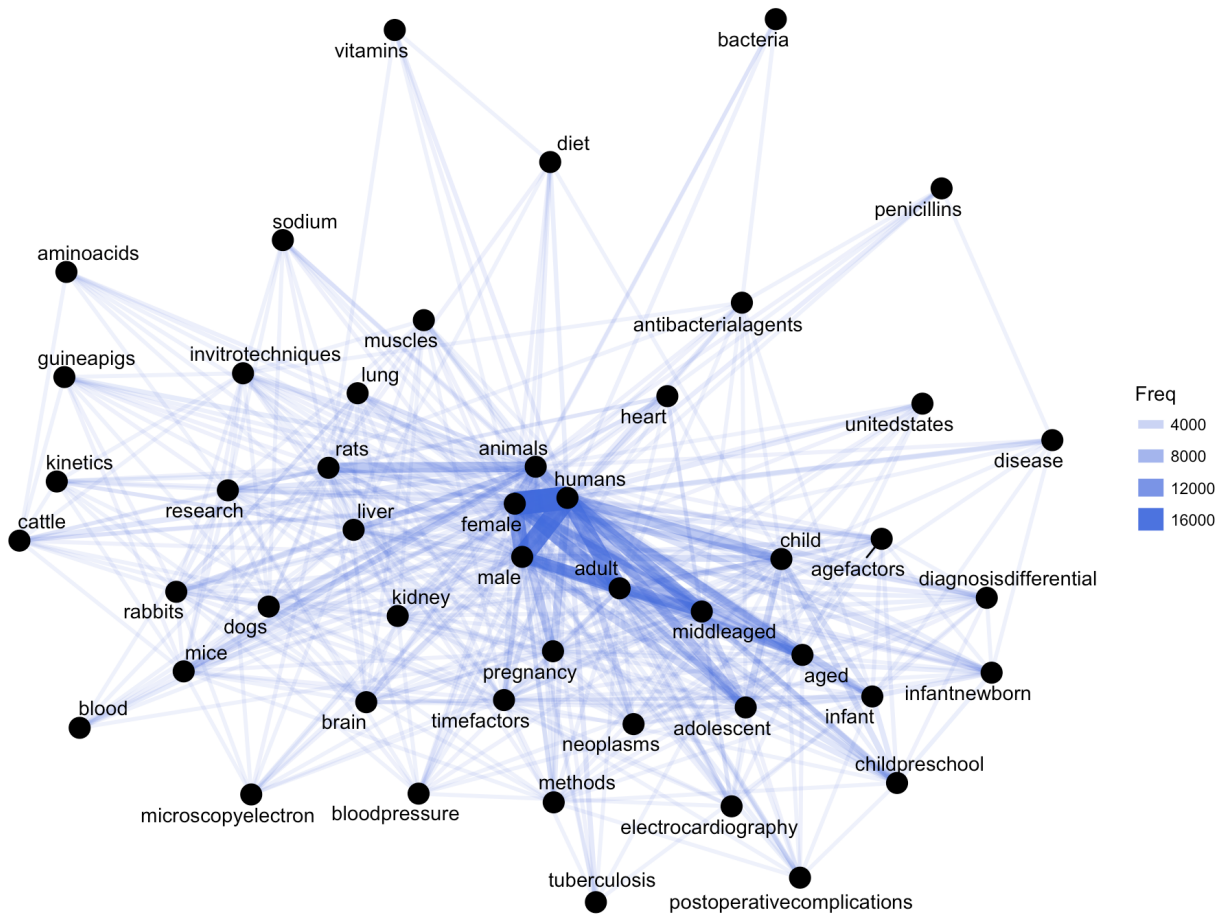 bacteria
vitamins
diet
penicillins
sodium
aminoacids
antibacterialagents
muscles
invitrotechniques
guineapigs
lung
Freq
heart
unitedstates
4000
rats
animals
8000
kinetics
disease
humans
12000
research
liver
female
16000
cattle
child
agefactors
male
adult
diagnosisdifferential
kidney
rabbits
dogs
middleaged
mice
pregnancy
aged
infantnewborn
blood
brain
timefactors
adolescent
infant
neoplasms
childpreschool
methods
microscopyelectron
bloodpressure
electrocardiography
tuberculosis
postoperativecomplications